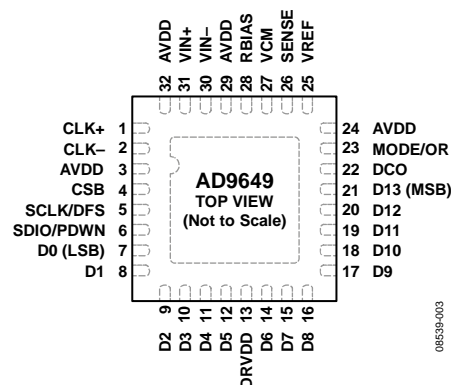 32 AVDD
31 VIN+
30 VIN–
29 AVDD
28 RBIAS
27 VCM
26 SENSE
25 VREF
CLK+ 1
CLK– 2
AVDD 3
CSB 4
SCLK/DFS 5
SDIO/PDWN 6
D0 (LSB) 7
D1 8
AD9649
TOP VIEW
(Not to Scale)
24 AVDD
23 MODE/OR
22 DCO
21 D13 (MSB)
20 D12
19 D11
18 D10
17 D9
D2 9
D3 10
D4 11
D5 12
DRVDD 13
D6 14
D7 15
D8 16
08539-003